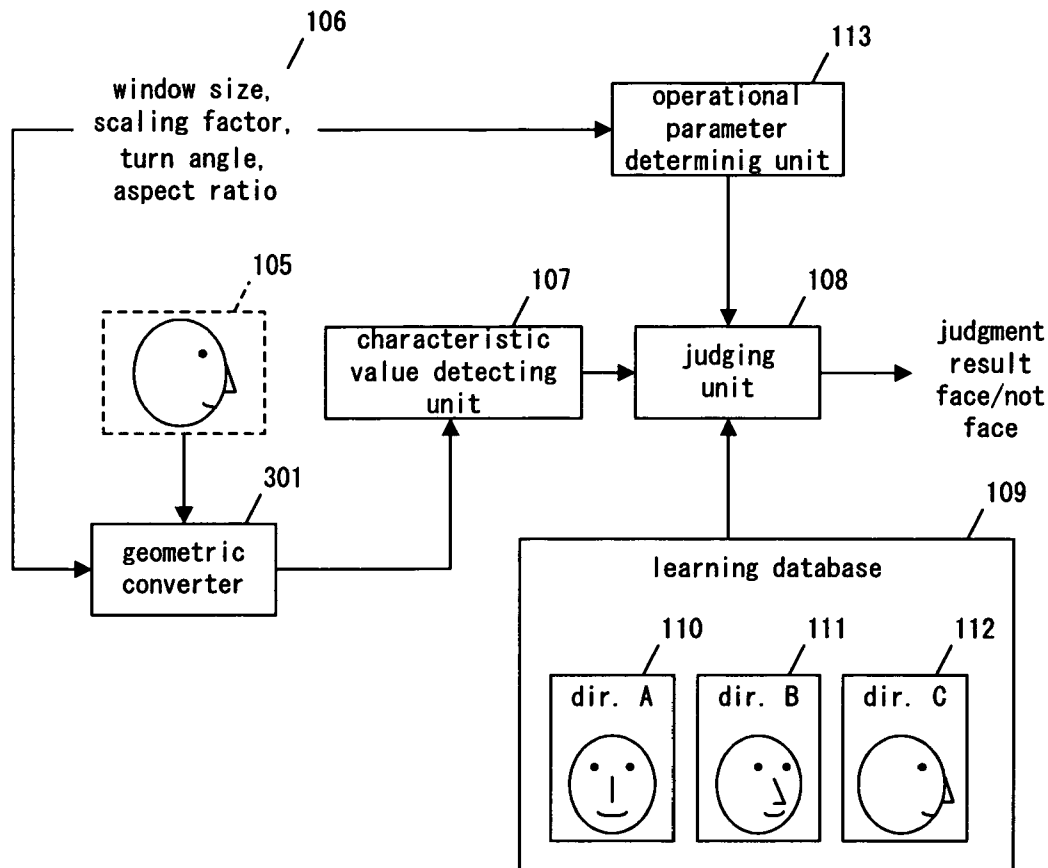 106
window size,
scaling factor,
turn angle,
aspect ratio
113
operational
parameter
determinig unit
105
107
characteristic
value detecting
unit
108
judging
unit
judgment
result
face/not
face
301
geometric
converter
109
learning database
110
dir. A
111
dir. B
112
dir. C